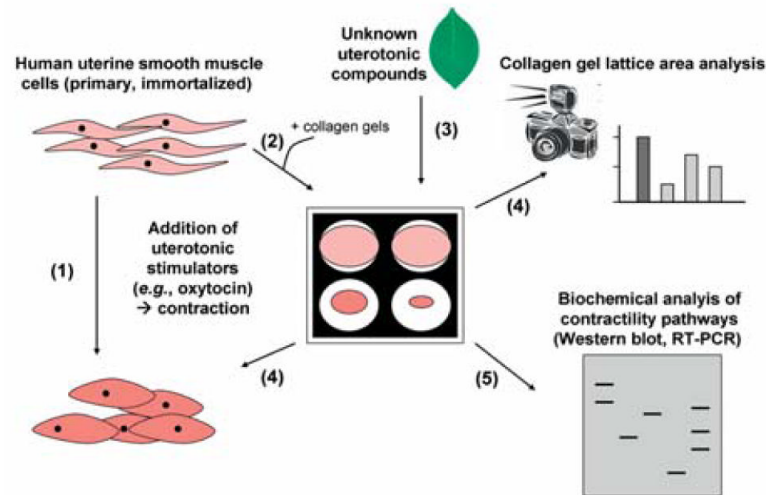 Human uterine smooth muscle
cells (primary, immortalized)
Unknown
uterotonic
compounds
Collagen gel lattice area analysis
(2)
+ collagen gels
(3)
(4)
(1)
Addition of
uterotonic
stimulators
(e.g., oxytocin)
→ contraction
Biochemical analyis of
contractility pathways
(Western blot, RT-PCR)
(4)
(5)